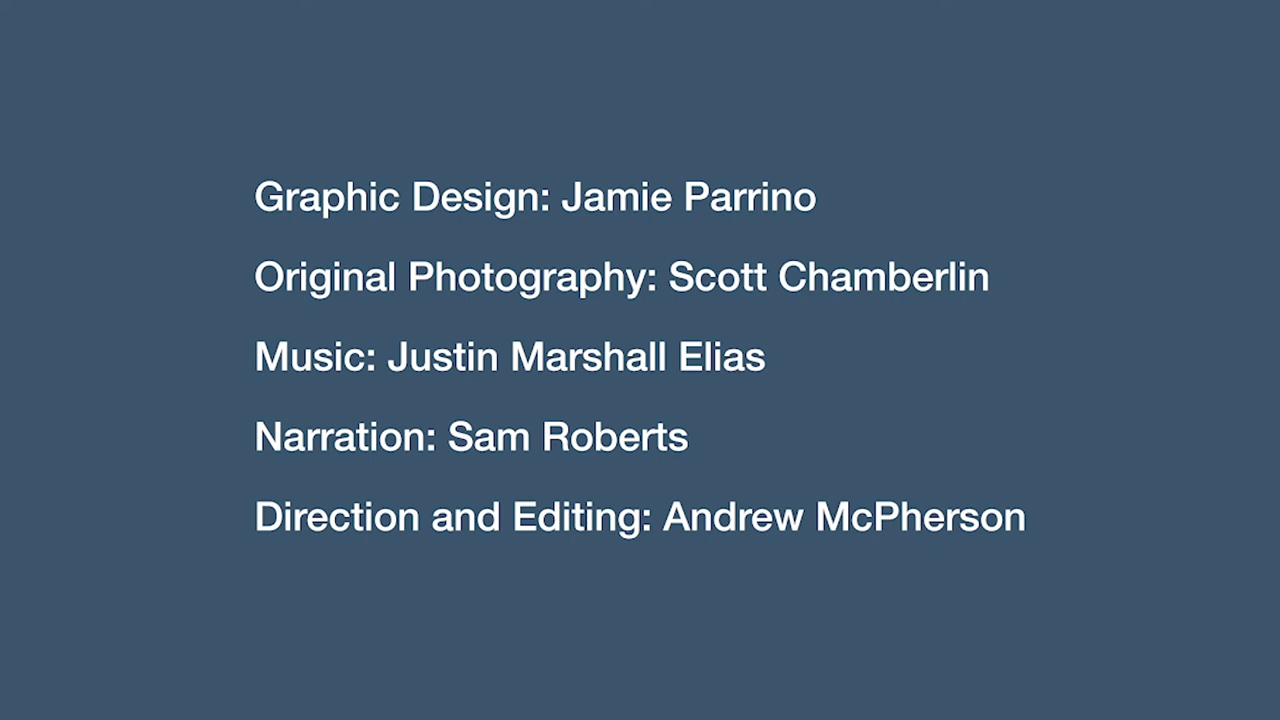 Graphic Design: Jamie Parrino
Original Photography: Scott Chamberlin
Music: Justin Marshall Elias
Narration: Sam Roberts
Direction and Editing: Andrew McPherson